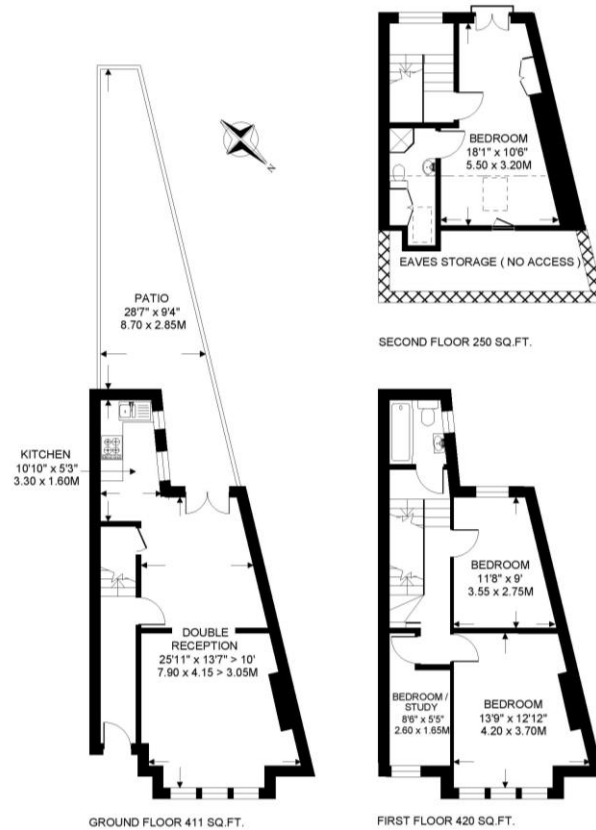 PATIO
28'7" x 9'4"
8.70 x 2.85M
KITCHEN
10'10" x 5'3"
3.30 x 1.60M
DOUBLE
RECEPTION
25'11" x 13'7" > 10'
7.90 x 4.15 > 3.05M
GROUND FLOOR 411 SQ.FT.
N
BEDROOM
18'1" x 10'6"
5.50 x 3.20M
EAVES STORAGE ( NO ACCESS )
SECOND FLOOR 250 SQ.FT.
BEDROOM
11'8" x 9'
3.55 x 2.75M
BEDROOM /
STUDY
8'6" x 5'5"
2.60 x 1.65M
BEDROOM
13'9" x 12'12"
4.20 x 3.70M
FIRST FLOOR 420 SQ.FT.